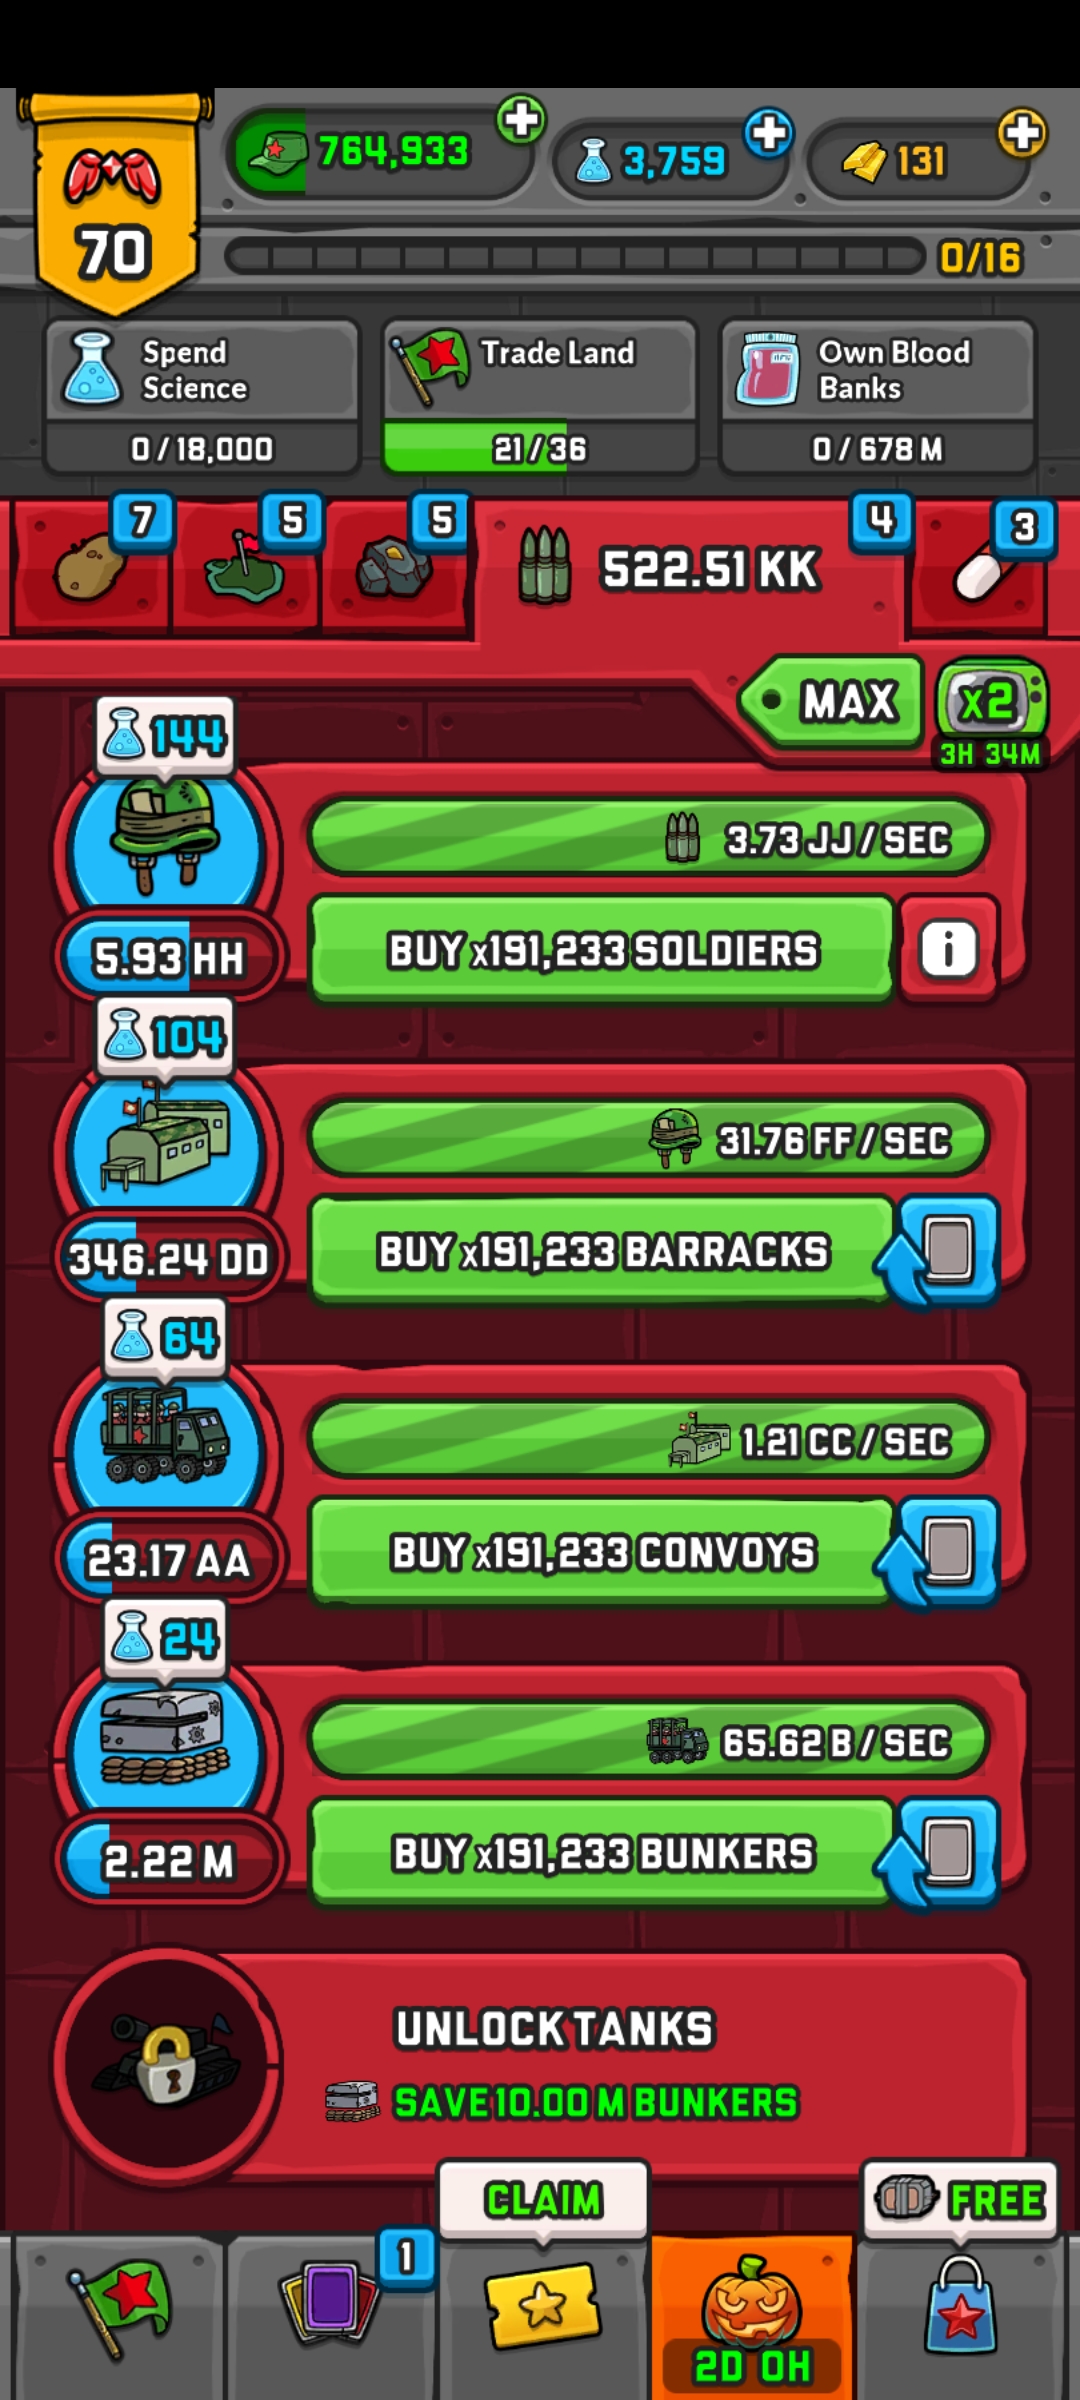 764,933
3,759
131
70
0/16
Spend
Science
0 / 18,000
Trade Land
21 / 36
Own Blood
Banks
0 / 678 M
7
5
5
522.51 KK
4
3
MAX
x2
3H 34M
144
3.73 JJ / SEC
5.93 HH
BUY x191,233 SOLDIERS
i
104
31.76 FF / SEC
346.24 DD
BUY x191,233 BARRACKS
64
1.21 CC / SEC
23.17 AA
BUY x191,233 CONVOYS
24
65.62 B / SEC
2.22 M
BUY x191,233 BUNKERS
UNLOCK TANKS
SAVE 10.00 M BUNKERS
CLAIM
FREE
1
2D 0H